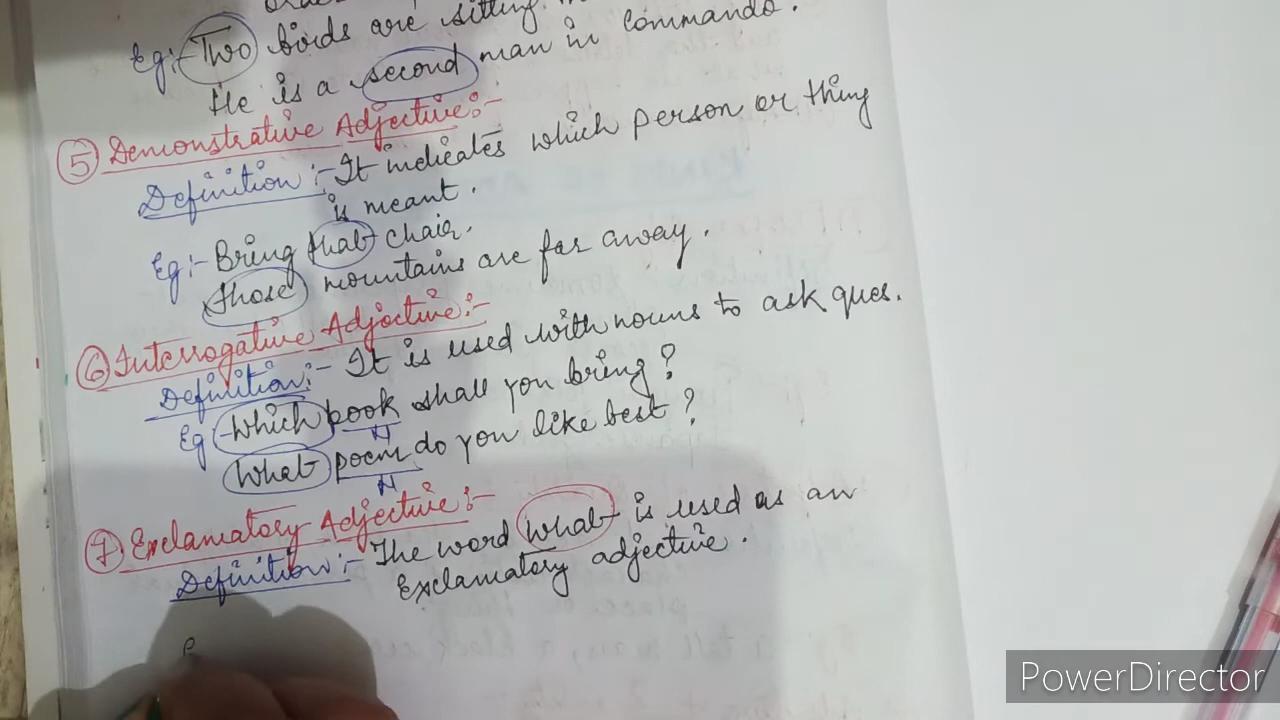 Eg:- Two birds are sitting
He is a second man in commando.
5 Demonstrative Adjective:-
Definition:- It indicates which person or thing
is meant.
Eg:- Bring that chair.
those mountains are far away.
6 Interrogative Adjective:-
Definition:- It is used with nouns to ask ques.
Eg - Which book shall you bring?
N
What poem do you like best?
N
7. Exclamatory Adjective:-
Definition:- The word what is used as an
Exclamatory adjective.
PowerDirector